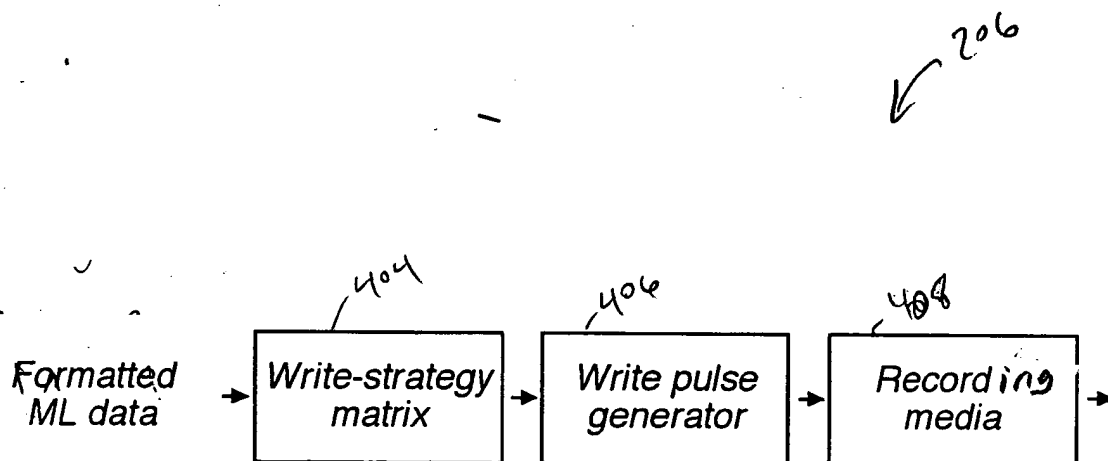 206
404
406
408
Formatted
ML data
Write-strategy
matrix
Write pulse
generator
Recording
media